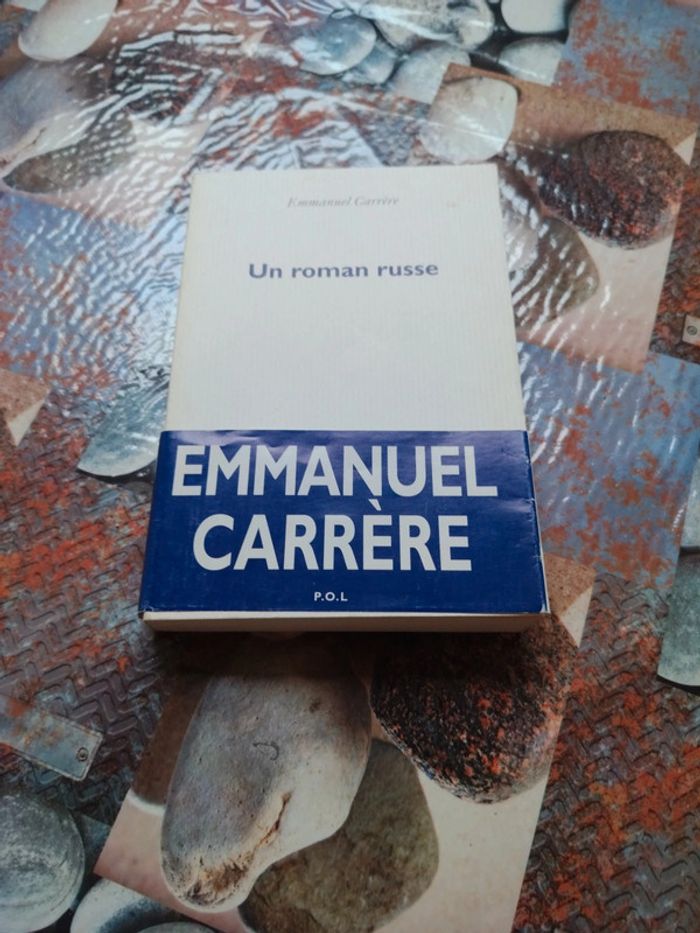 Emmanuel Carrère
Un roman russe
EMMANUEL
CARRÈRE
P.O.L